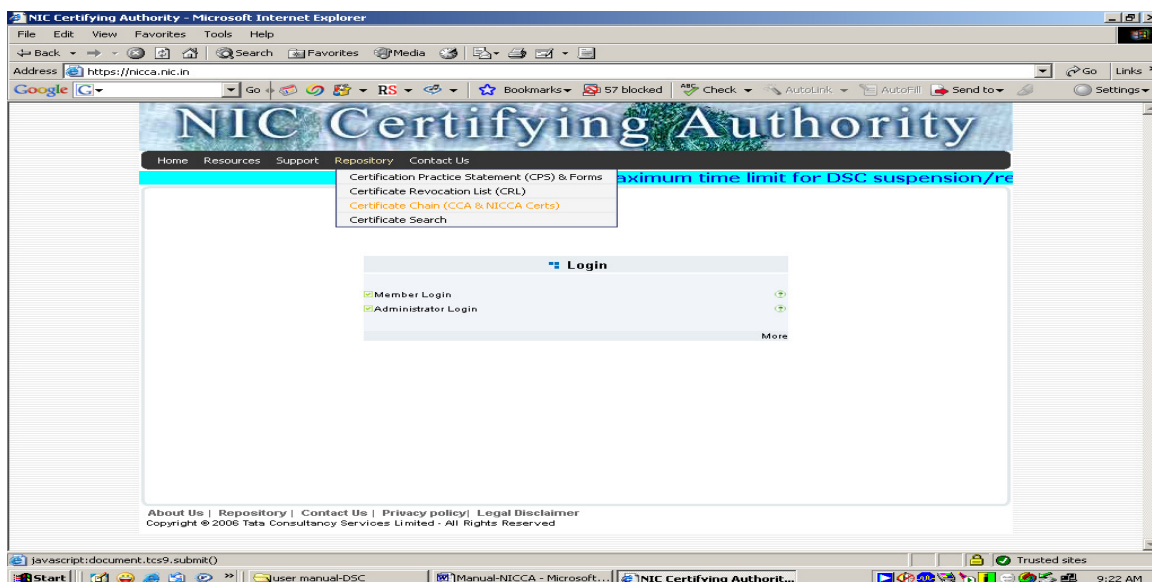 NIC Certifying Authority - Microsoft Internet Explorer
File Edit View Favorites Tools Help
Back Search Favorites Media
Address https://nicca.nic.in Go Links
Google G Go RS Bookmarks 57 blocked Check AutoLink AutoFill Send to Settings
NIC Certifying Authority
Home Resources Support Repository Contact Us
aximum time limit for DSC suspension/re
Certification Practice Statement (CPS) & Forms
Certificate Revocation List (CRL)
Certificate Chain (CCA & NICCA Certs)
Certificate Search
Login
Member Login
Administrator Login
More
About Us | Repository | Contact Us | Privacy policy| Legal Disclaimer
Copyright © 2006 Tata Consultancy Services Limited - All Rights Reserved
javascript:document.tcs9.submit() Trusted sites
Start user manual-DSC Manual-NICCA - Microsoft... NIC Certifying Authorit... 9:22 AM